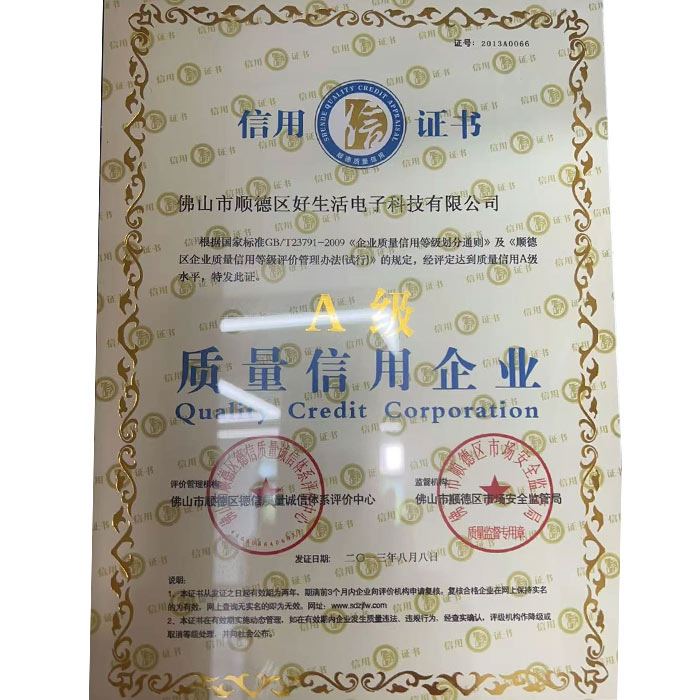 证号：2013A0066
信用
SHUNDE QUALITY CREDIT APPRAISAL
信
顺德质量信用
证书
佛山市顺德区好生活电子科技有限公司
根据国家标准GB/T23791-2009《企业质量信用等级划分通则》及《顺德
区企业质量信用等级评价管理办法(试行)》的规定，经评定达到质量信用A级
水平，特发此证。
A 级
质量信用企业
Quality Credit Corporation
评价管理机构：
佛山市顺德区德信质量诚信体系评价中心
监督机构：
佛山市顺德区市场安全监管局
质量监督专用章
发证日期：二〇一三年八月八日
说明：
1、本证书从发证之日起有效期为两年，期满前3个月内企业向评价机构申请复核，复核合格企业在网上保持实名
的为有效，网上查询无实名的即为无效。网址：www.sdzjfw.com
2、本证书在有效期实施动态管理，如在有效期内企业发生质量违法、违规行为，经查实确认，评级机构作降级或
取消等级处理，并向社会公布。